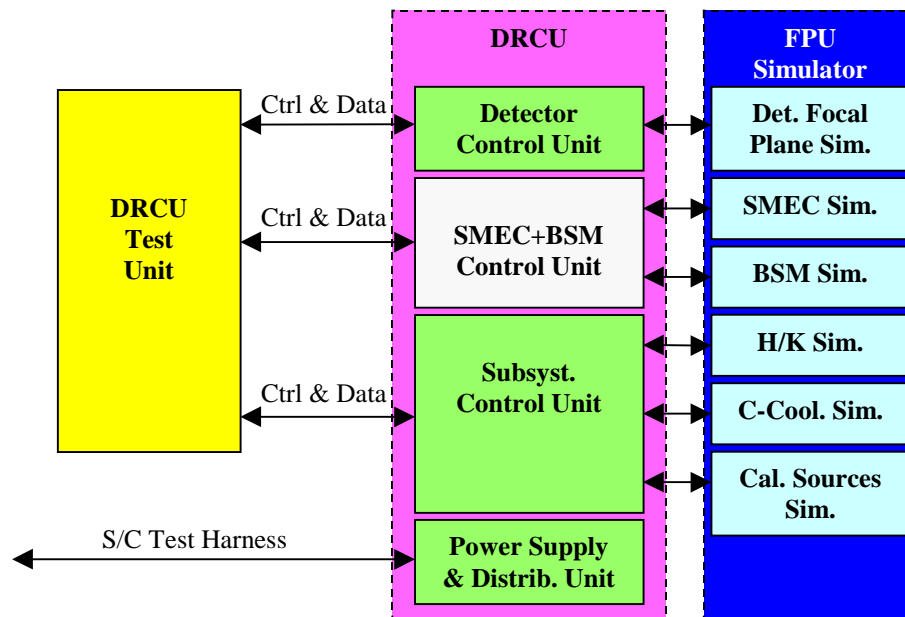 DRCU
FPU
Simulator
DRCU
Test
Unit
Ctrl & Data
Detector
Control Unit
Det. Focal
Plane Sim.
Ctrl & Data
SMEC+BSM
Control Unit
SMEC Sim.
BSM Sim.
Ctrl & Data
Subsyst.
Control Unit
H/K Sim.
C-Cool. Sim.
Cal. Sources
Sim.
S/C Test Harness
Power Supply
& Distrib. Unit